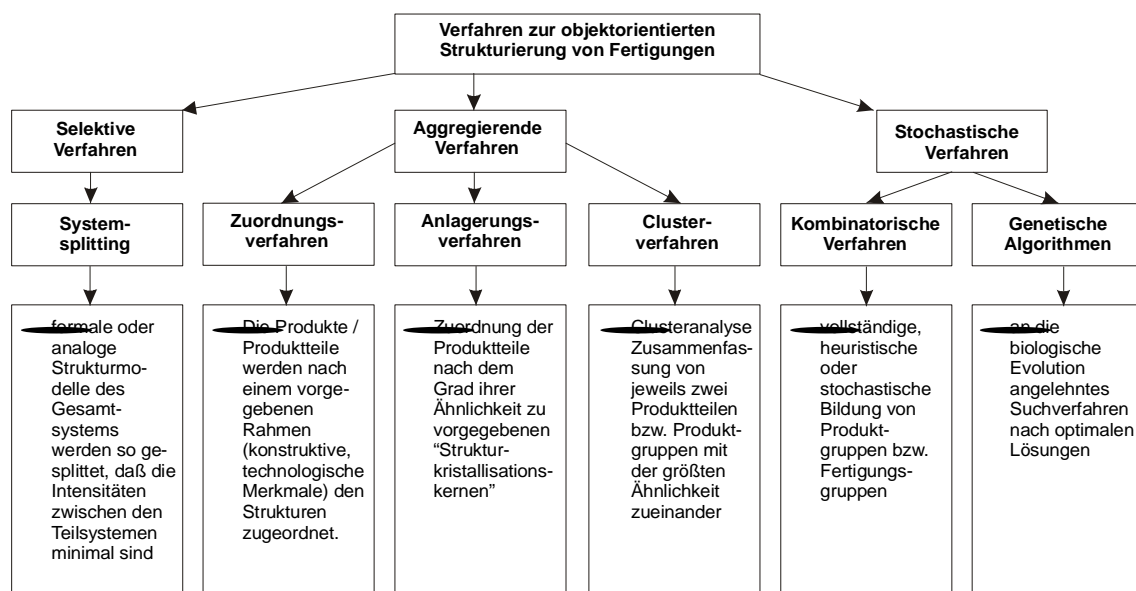 Verfahren zur objektorientierten
Strukturierung von Fertigungen
Selektive
Verfahren
Aggregierende
Verfahren
Stochastische
Verfahren
System-
splitting
Zuordnungs-
verfahren
Anlagerungs-
verfahren
Cluster-
verfahren
Kombinatorische
Verfahren
Genetische
Algorithmen
formale oder
analoge
Strukturmo-
delle des
Gesamt-
systems
werden so ge-
splittet, daß die
Intensitäten
zwischen den
Teilsystemen
minimal sind
Die Produkte /
Produktteile
werden nach
einem vorge-
gebenen
Rahmen
(konstruktive,
technologische
Merkmale) den
Strukturen
zugeordnet.
Zuordnung der
Produktteile
nach dem
Grad ihrer
Ähnlichkeit zu
vorgegebenen
“Struktur-
kristallisations-
kernen”
Clusteranalyse
Zusammenfas-
sung von
jeweils zwei
Produktteilen
bzw. Produkt-
gruppen mit
der größten
Ähnlichkeit
zueinander
vollständige,
heuristische
oder
stochastische
Bildung von
Produkt-
gruppen bzw.
Fertigungs-
gruppen
an die
biologische
Evolution
angelehntes
Suchverfahren
nach optimalen
Lösungen